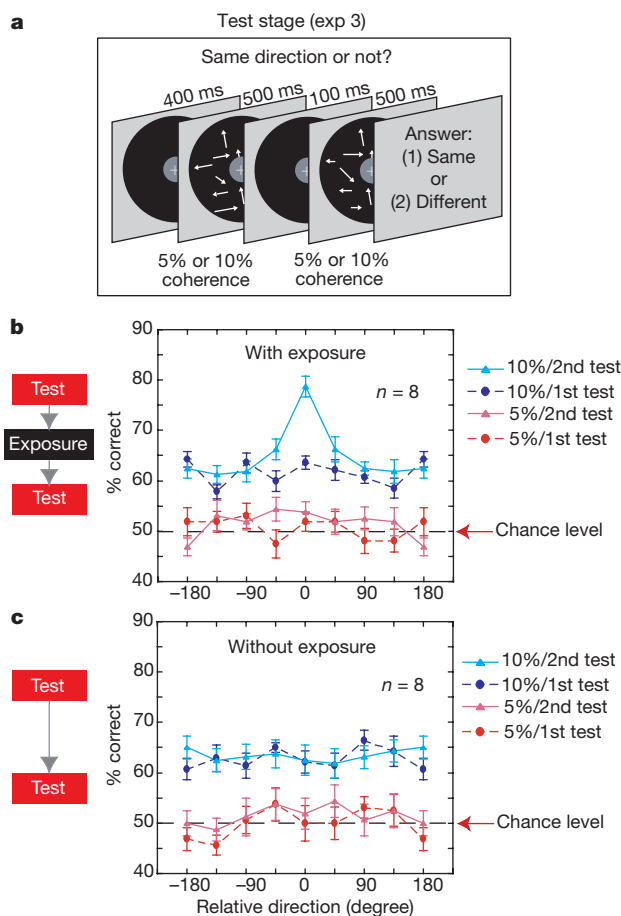 a
Test stage (exp 3)
Same direction or not?
400 ms 500 ms 100 ms 500 ms
Answer:
(1) Same
or
(2) Different
5% or 10%
coherence
5% or 10%
coherence
b
Test
Exposure
Test
With exposure
n = 8
% correct
90
80
70
60
50
40
−180 −90 0 90 180
10%/2nd test
10%/1st test
5%/2nd test
5%/1st test
Chance level
c
Test
Test
Without exposure
n = 8
% correct
90
80
70
60
50
40
−180 −90 0 90 180
Relative direction (degree)
10%/2nd test
10%/1st test
5%/2nd test
5%/1st test
Chance level